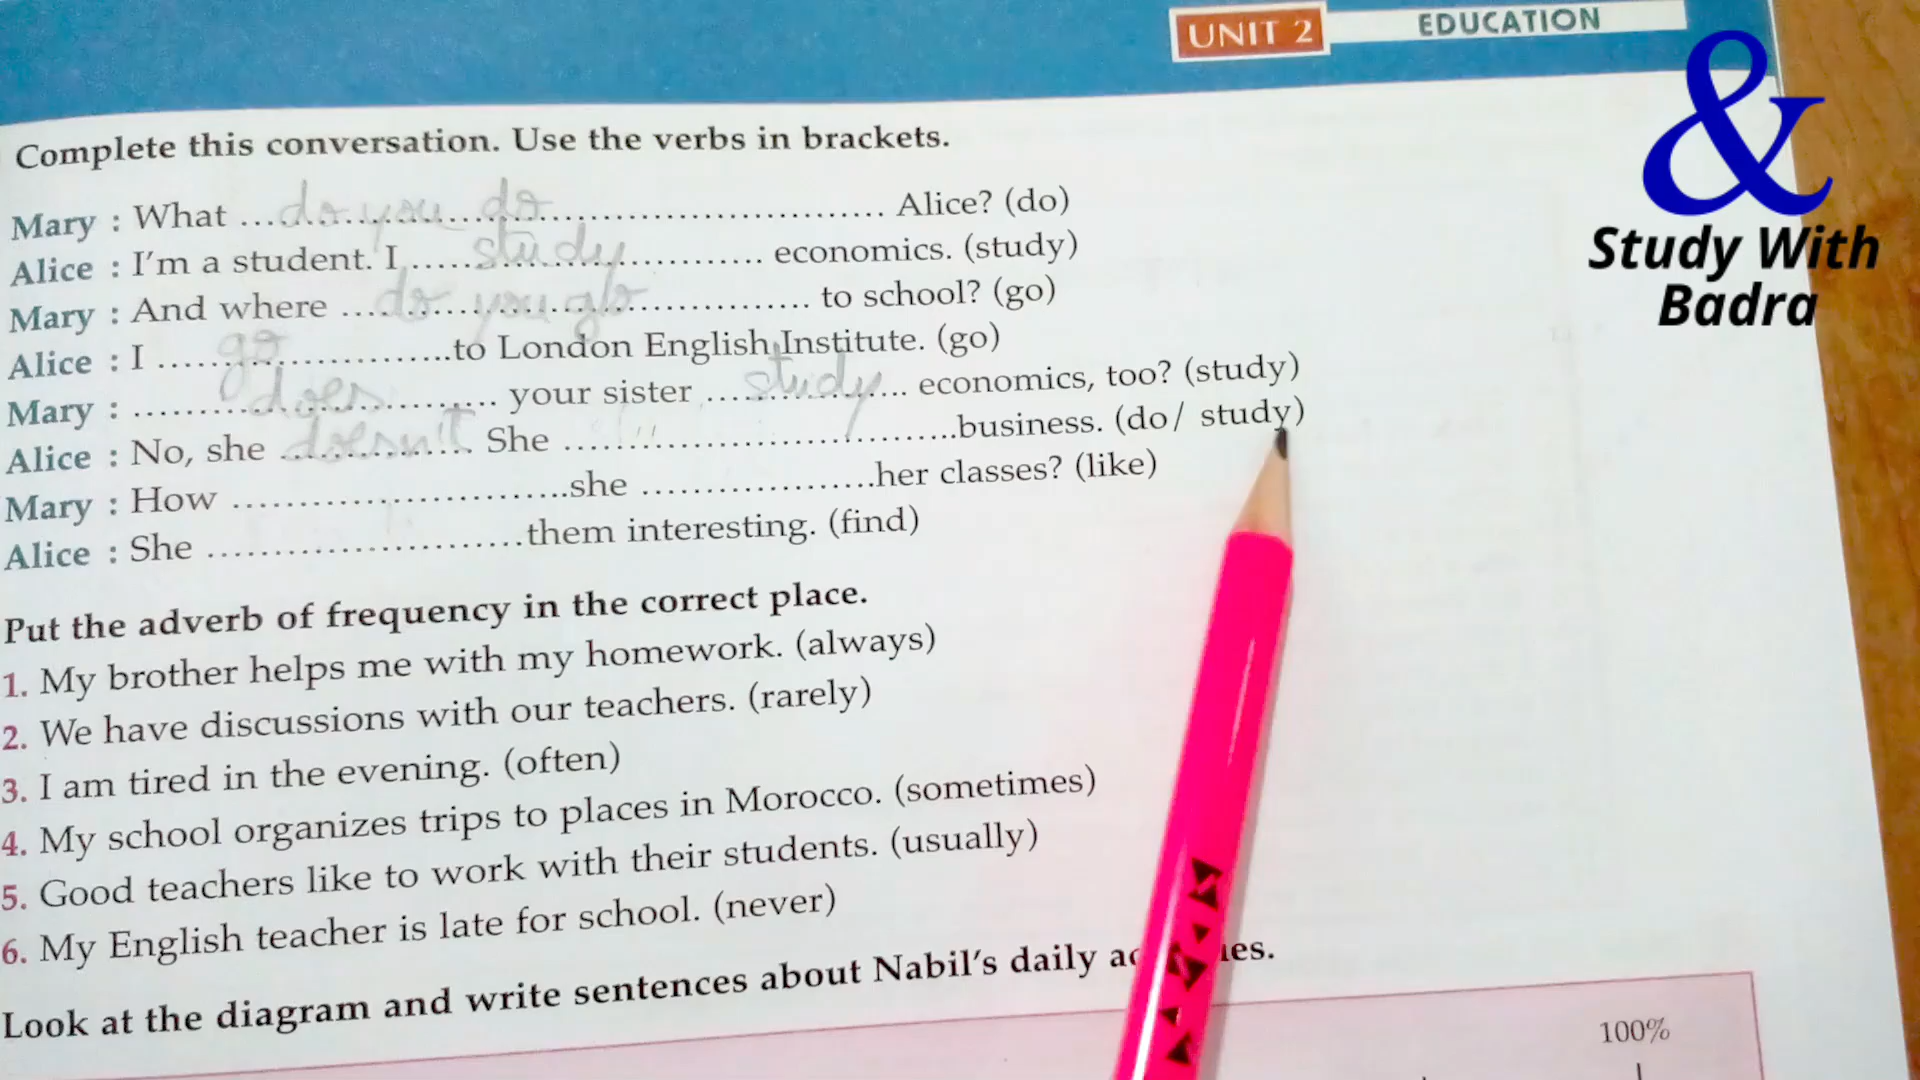 UNIT 2 EDUCATION
&
Study With
Badra
Complete this conversation. Use the verbs in brackets.
Mary : What ... do you do ... Alice? (do)
Alice : I'm a student. I ... study ... economics. (study)
Mary : And where ... do you go ... to school? (go)
Alice : I ... go ... to London English Institute. (go)
Mary : ... does ... your sister ... study ... economics, too? (study)
Alice : No, she ... doesn't ... She ... business. (do/ study)
Mary : How ... she ... her classes? (like)
Alice : She ... them interesting. (find)
Put the adverb of frequency in the correct place.
1. My brother helps me with my homework. (always)
2. We have discussions with our teachers. (rarely)
3. I am tired in the evening. (often)
4. My school organizes trips to places in Morocco. (sometimes)
5. Good teachers like to work with their students. (usually)
6. My English teacher is late for school. (never)
Look at the diagram and write sentences about Nabil's daily
100%